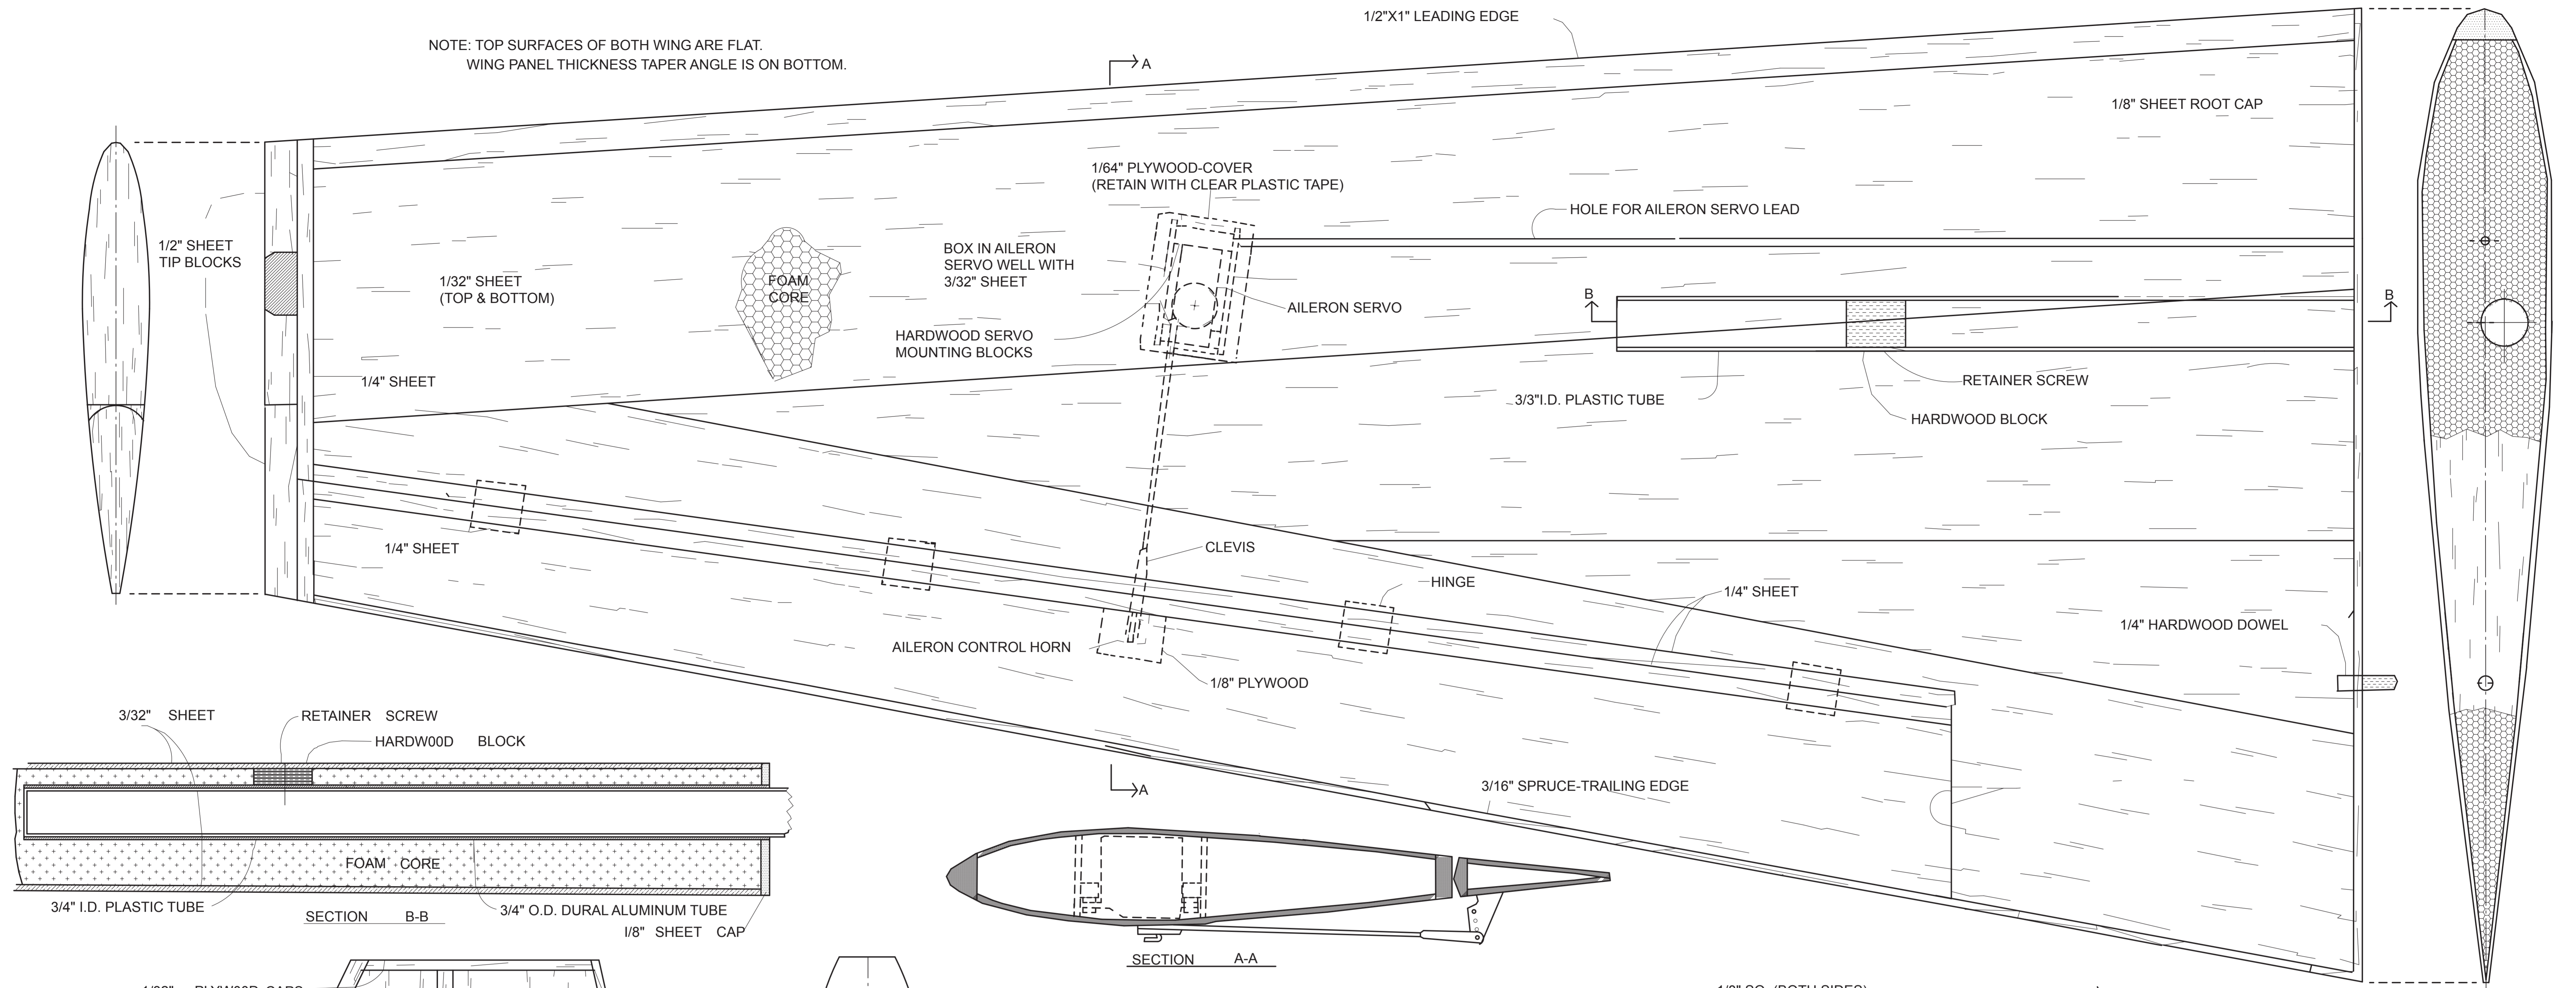 1/2"X1" LEADING EDGE
NOTE: TOP SURFACES OF BOTH WING ARE FLAT.
WING PANEL THICKNESS TAPER ANGLE IS ON BOTTOM.
A
1/8" SHEET ROOT CAP
1/64" PLYWOOD-COVER
(RETAIN WITH CLEAR PLASTIC TAPE)
HOLE FOR AILERON SERVO LEAD
1/2" SHEET
TIP BLOCKS
BOX IN AILERON
SERVO WELL WITH
3/32" SHEET
1/32" SHEET
(TOP & BOTTOM)
FOAM
CORE
AILERON SERVO
B
B
HARDWOOD SERVO
MOUNTING BLOCKS
1/4" SHEET
RETAINER SCREW
3/3"I.D. PLASTIC TUBE
HARDWOOD BLOCK
1/4" SHEET
CLEVIS
HINGE
1/4" SHEET
1/4" HARDWOOD DOWEL
AILERON CONTROL HORN
1/8" PLYWOOD
3/32" SHEET
RETAINER SCREW
HARDW00D BLOCK
A
3/16" SPRUCE-TRAILING EDGE
FOAM CORE
3/4" I.D. PLASTIC TUBE
SECTION B-B
3/4" O.D. DURAL ALUMINUM TUBE
I/8" SHEET CAP
SECTION A-A